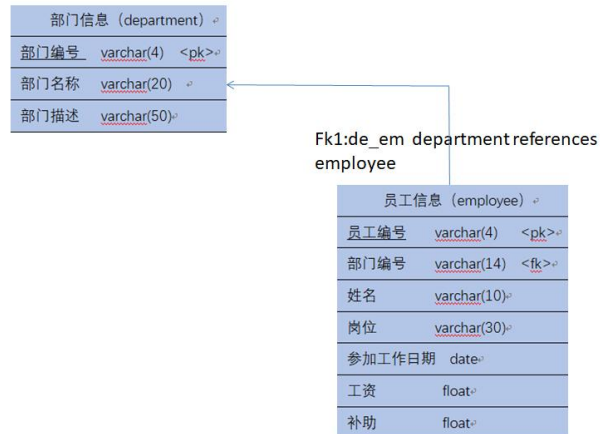 部门信息（department）
部门编号 varchar(4) <pk>
部门名称 varchar(20)
部门描述 varchar(50)
Fk1:de_em department references
employee
员工信息（employee）
员工编号 varchar(4) <pk>
部门编号 varchar(14) <fk>
姓名 varchar(10)
岗位 varchar(30)
参加工作日期 date
工资 float
补助 float